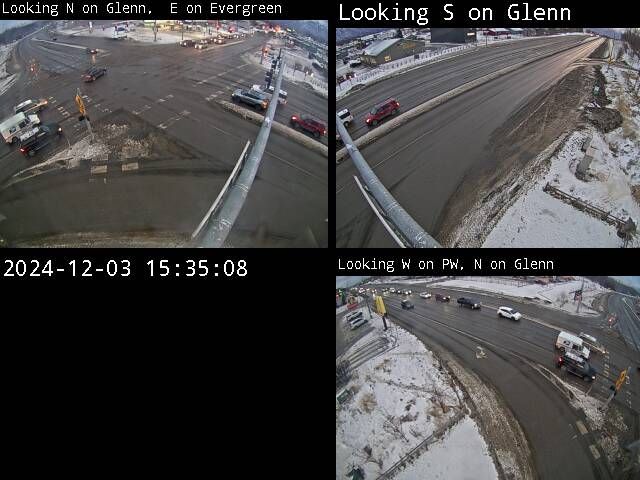 Looking N on Glenn,  E on Evergreen
Looking S on Glenn
2024-12-03 15:35:08
Looking W on PW, N on Glenn